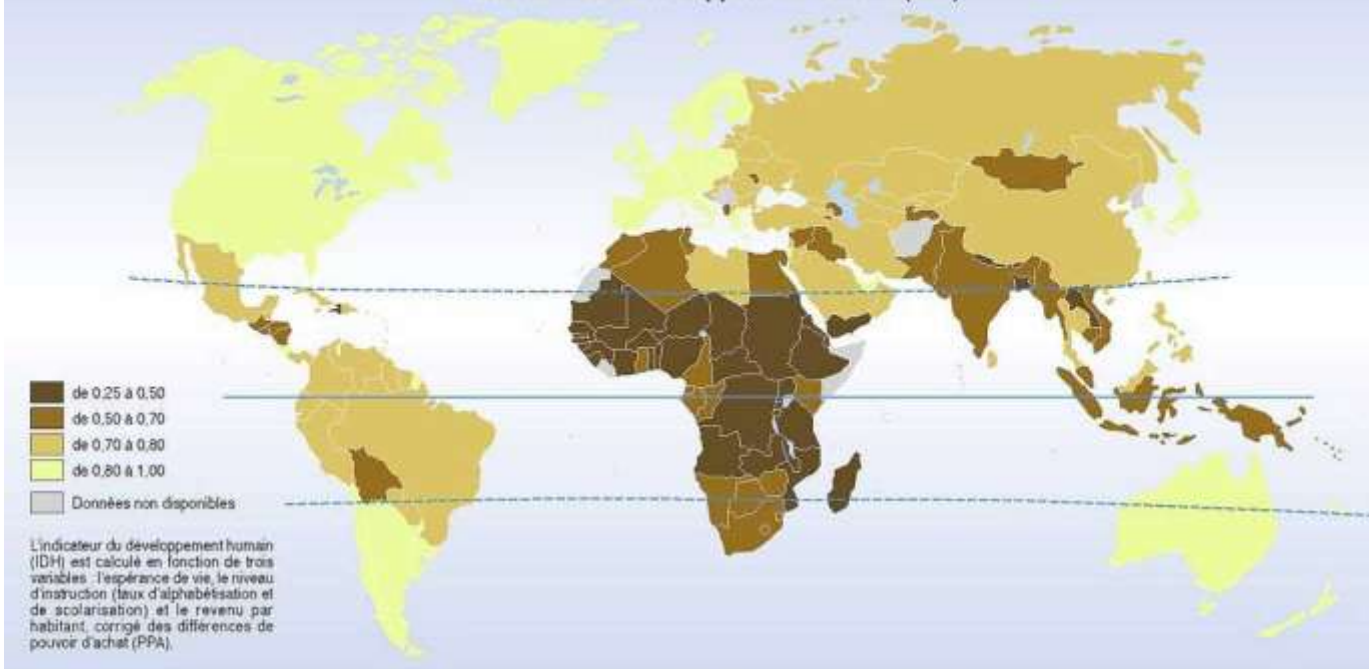 de 0,25 à 0,50
de 0,50 à 0,70
de 0,70 à 0,80
de 0,80 à 1,00
Données non disponibles
L'indicateur du développement humain
(IDH) est calculé en fonction de trois
variables : l'espérance de vie, le niveau
d'instruction (taux d'alphabétisation et
de scolarisation) et le revenu par
habitant, corrigé des différences de
pouvoir d'achat (PPA).